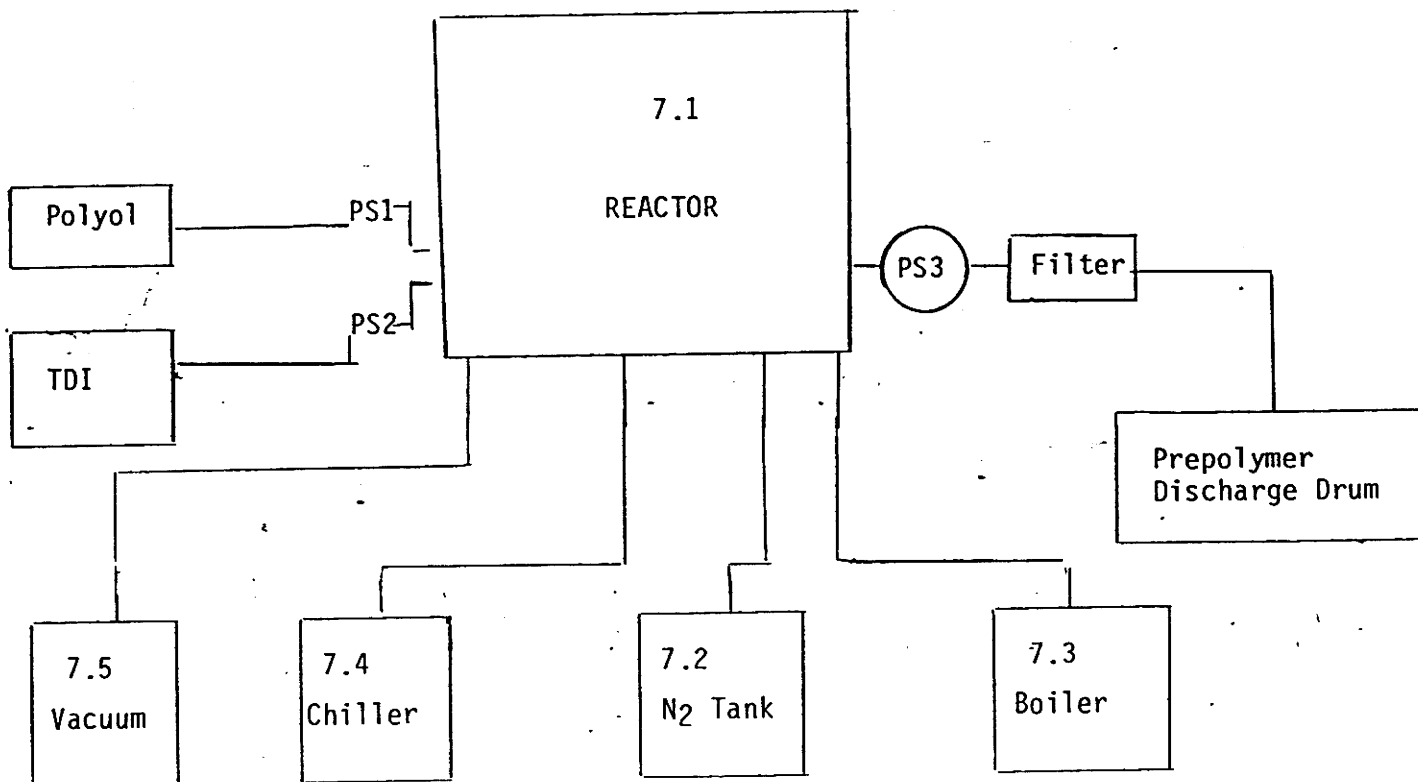 7.1
REACTOR
Polyol
PS1
PS2
TDI
PS3
Filter
Prepolymer
Discharge Drum
7.5
Vacuum
7.4
Chiller
7.2
N2 Tank
7.3
Boiler